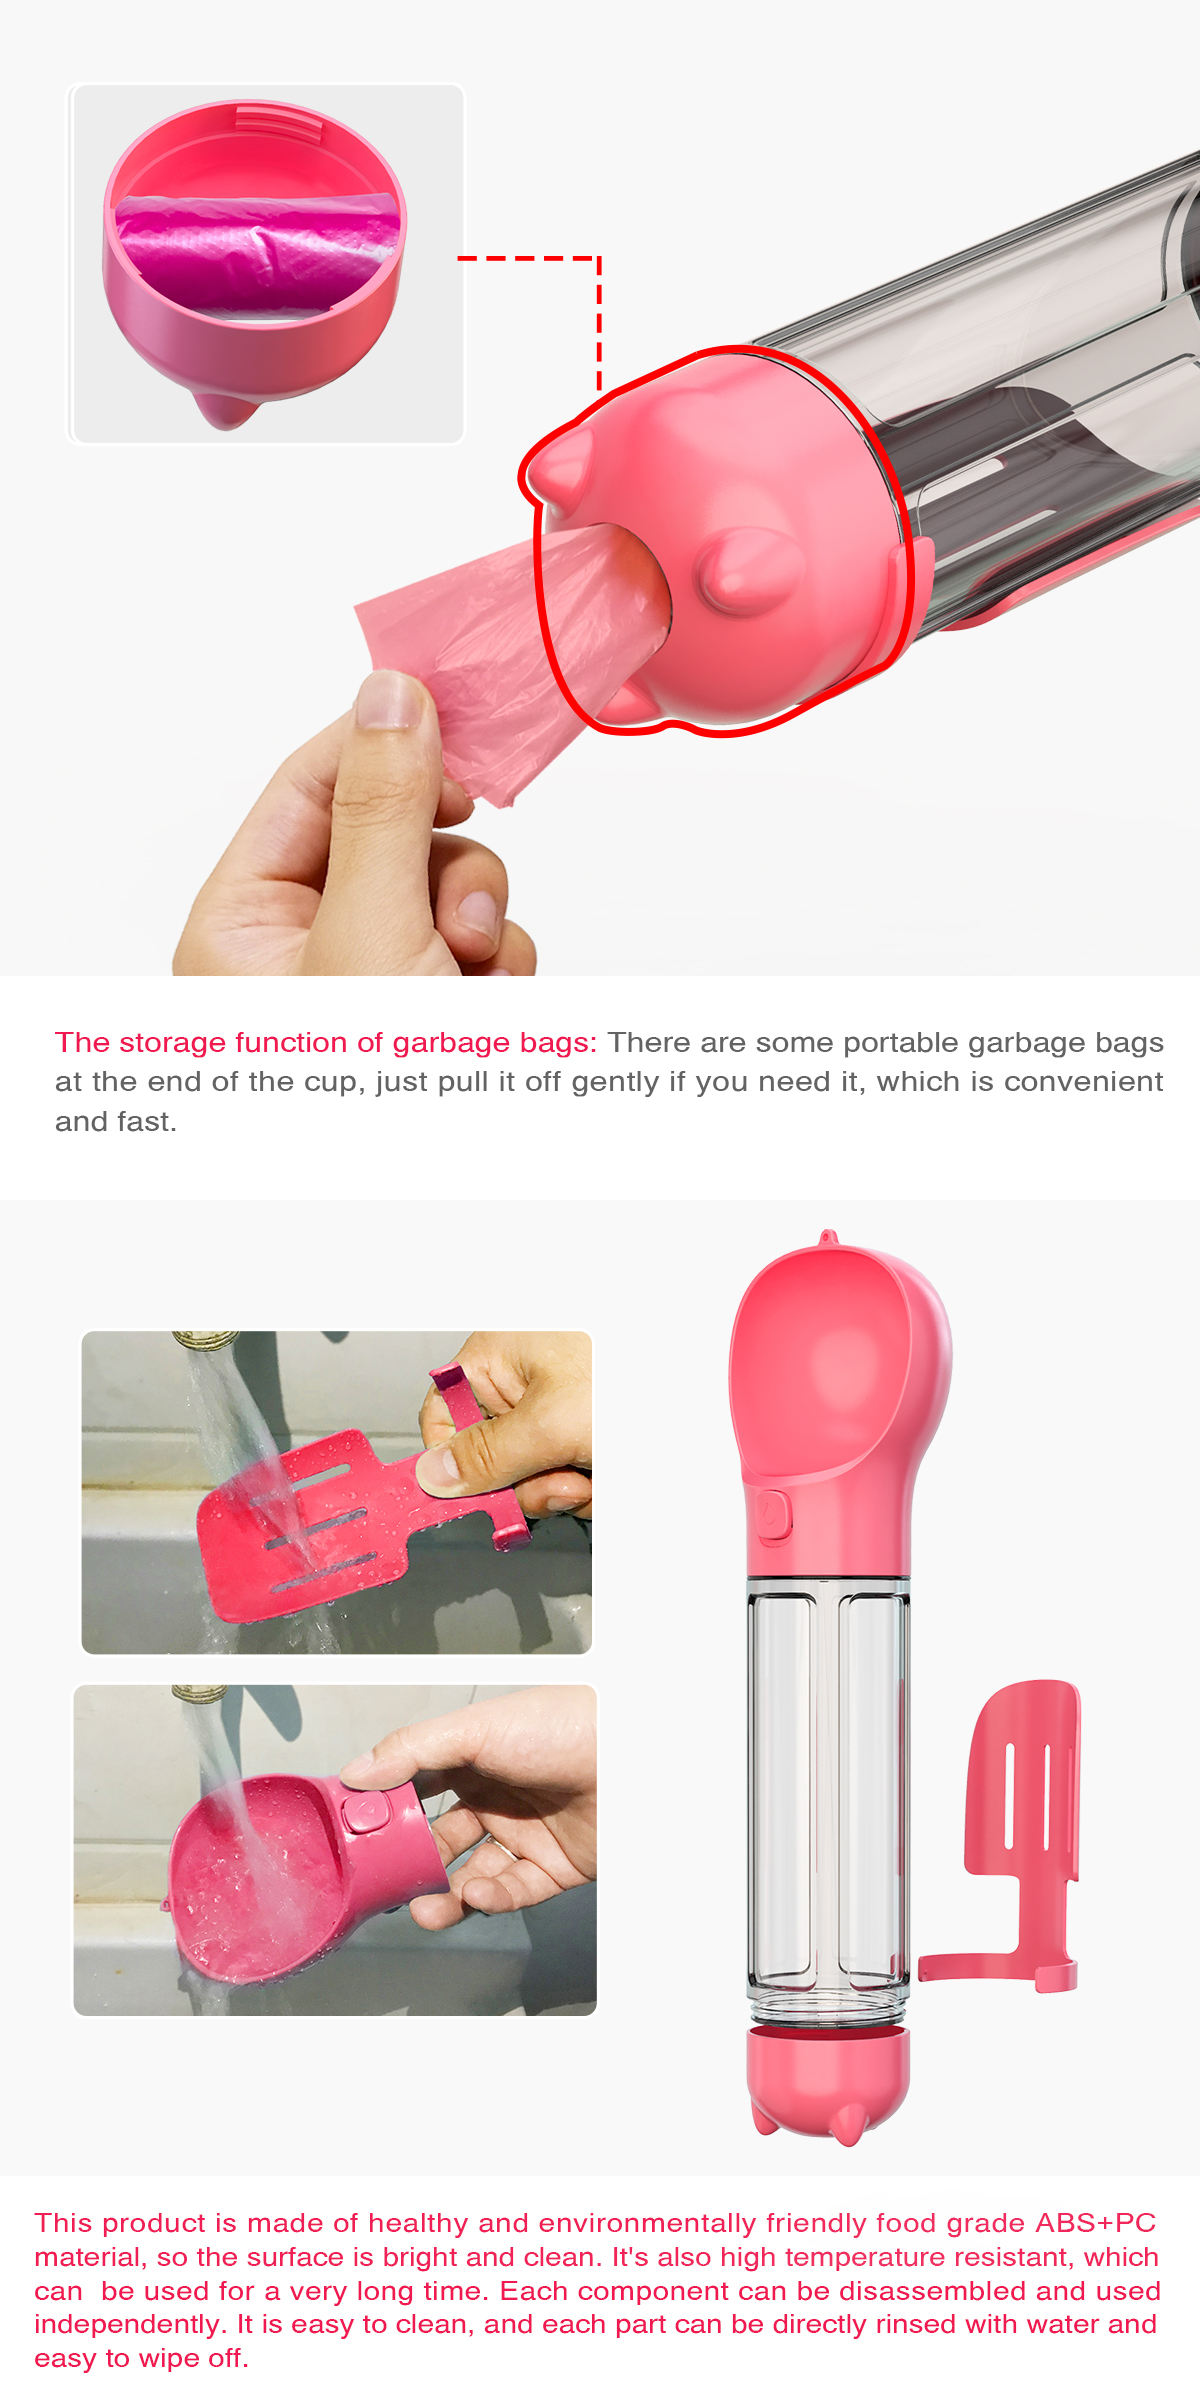 The storage function of garbage bags: There are some portable garbage bags
at the end of the cup, just pull it off gently if you need it, which is convenient
and fast.
This product is made of healthy and environmentally friendly food grade ABS+PC
material, so the surface is bright and clean. It's also high temperature resistant, which
can  be used for a very long time. Each component can be disassembled and used
independently. It is easy to clean, and each part can be directly rinsed with water and
easy to wipe off.